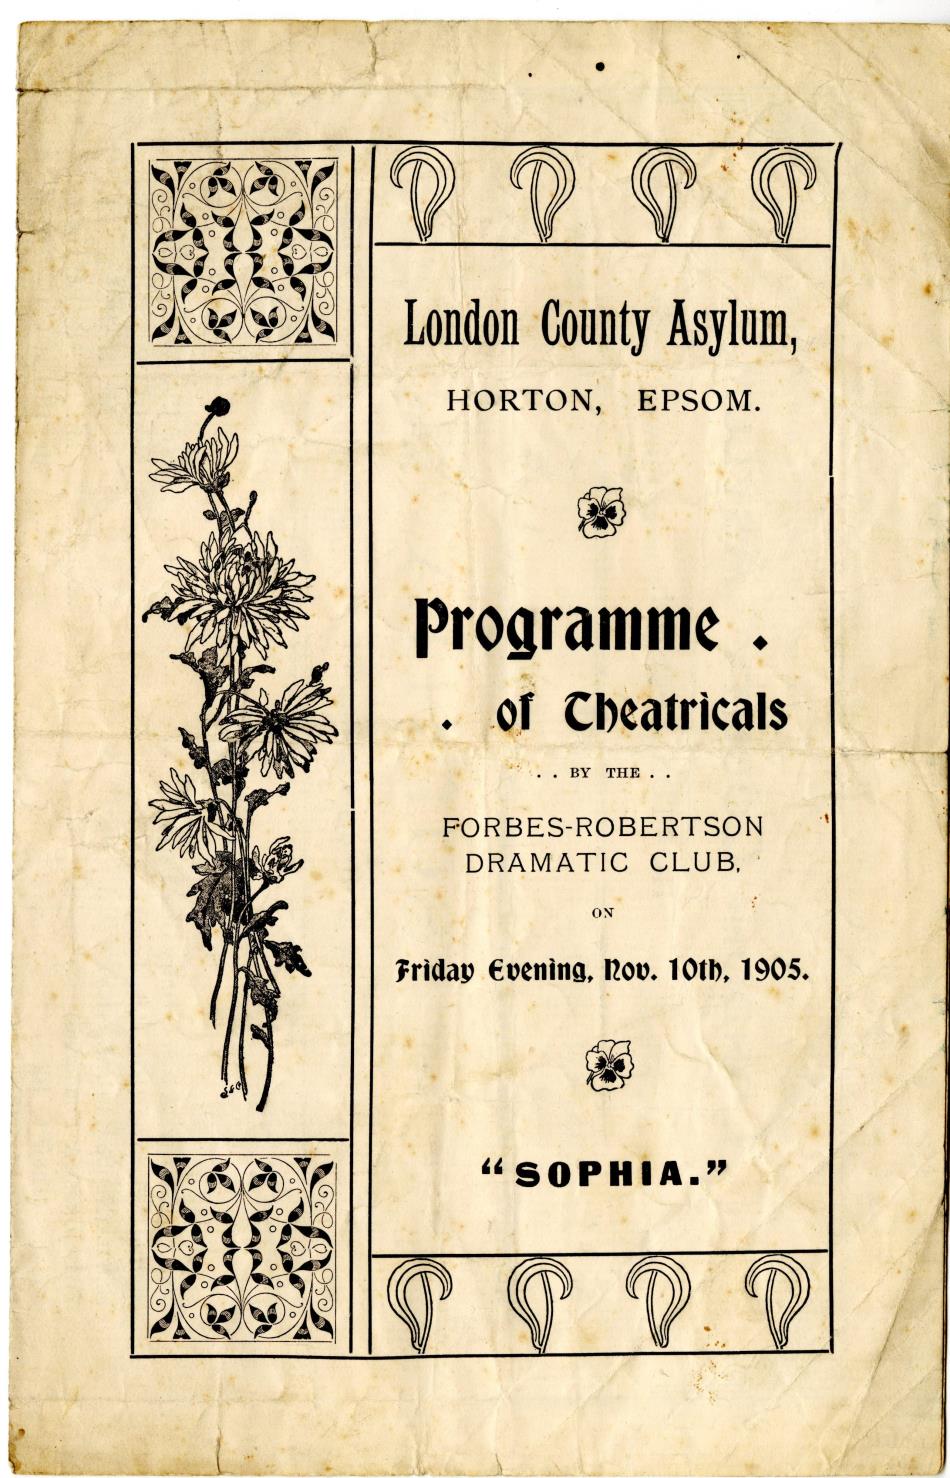 London County Asylum,
HORTON, EPSOM.
Programme .
. of Theatricals
. . BY THE . .
FORBES-ROBERTSON
DRAMATIC CLUB,
ON
Friday Evening, Nov. 10th, 1905.
"SOPHIA."